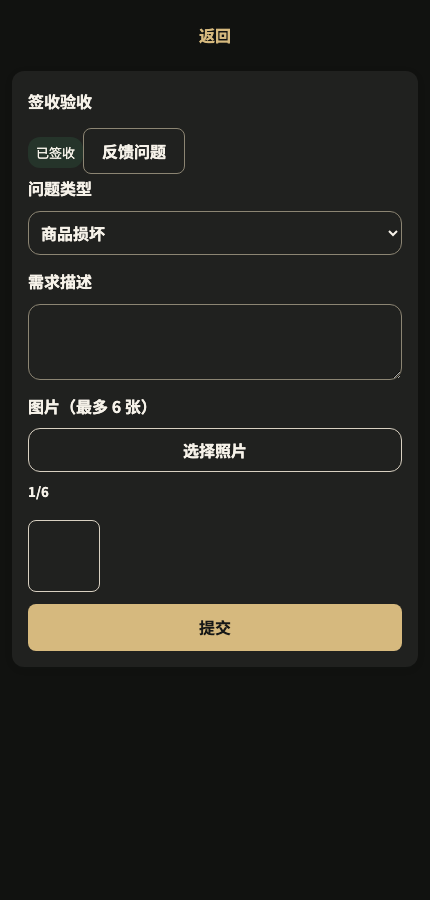 返回
签收验收
已签收 反馈问题
问题类型
商品损坏
需求描述
图片（最多 6 张）
选择照片
1/6
提交